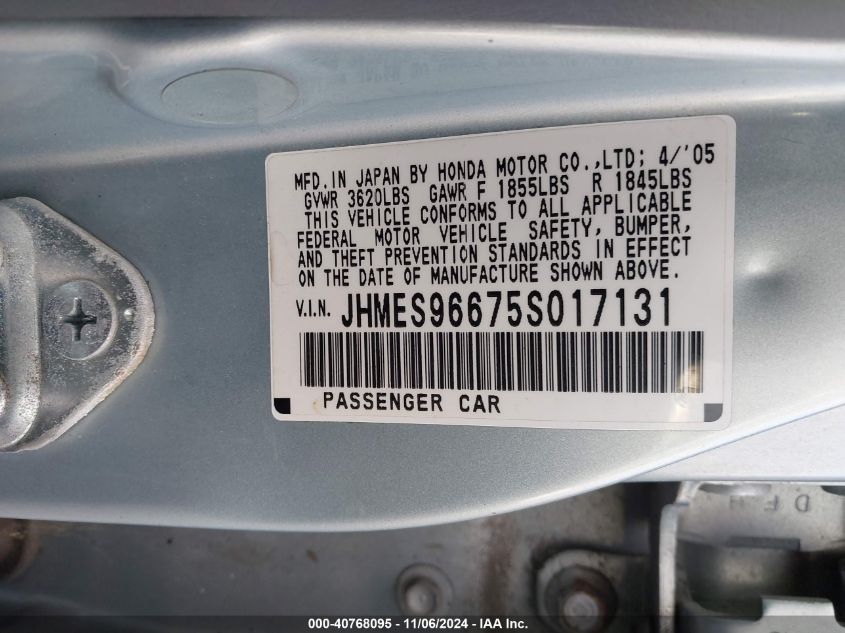 MFD.IN JAPAN BY HONDA MOTOR CO.,LTD; 4/'05
GVWR 3620LBS GAWR F 1855LBS R 1845LBS
THIS VEHICLE CONFORMS TO ALL APPLICABLE
FEDERAL MOTOR VEHICLE SAFETY, BUMPER,
AND THEFT PREVENTION STANDARDS IN EFFECT
ON THE DATE OF MANUFACTURE SHOWN ABOVE.
V.I.N. JHMES96675S017131
PASSENGER CAR
D F H
000-40768095 - 11/06/2024 - IAA Inc.